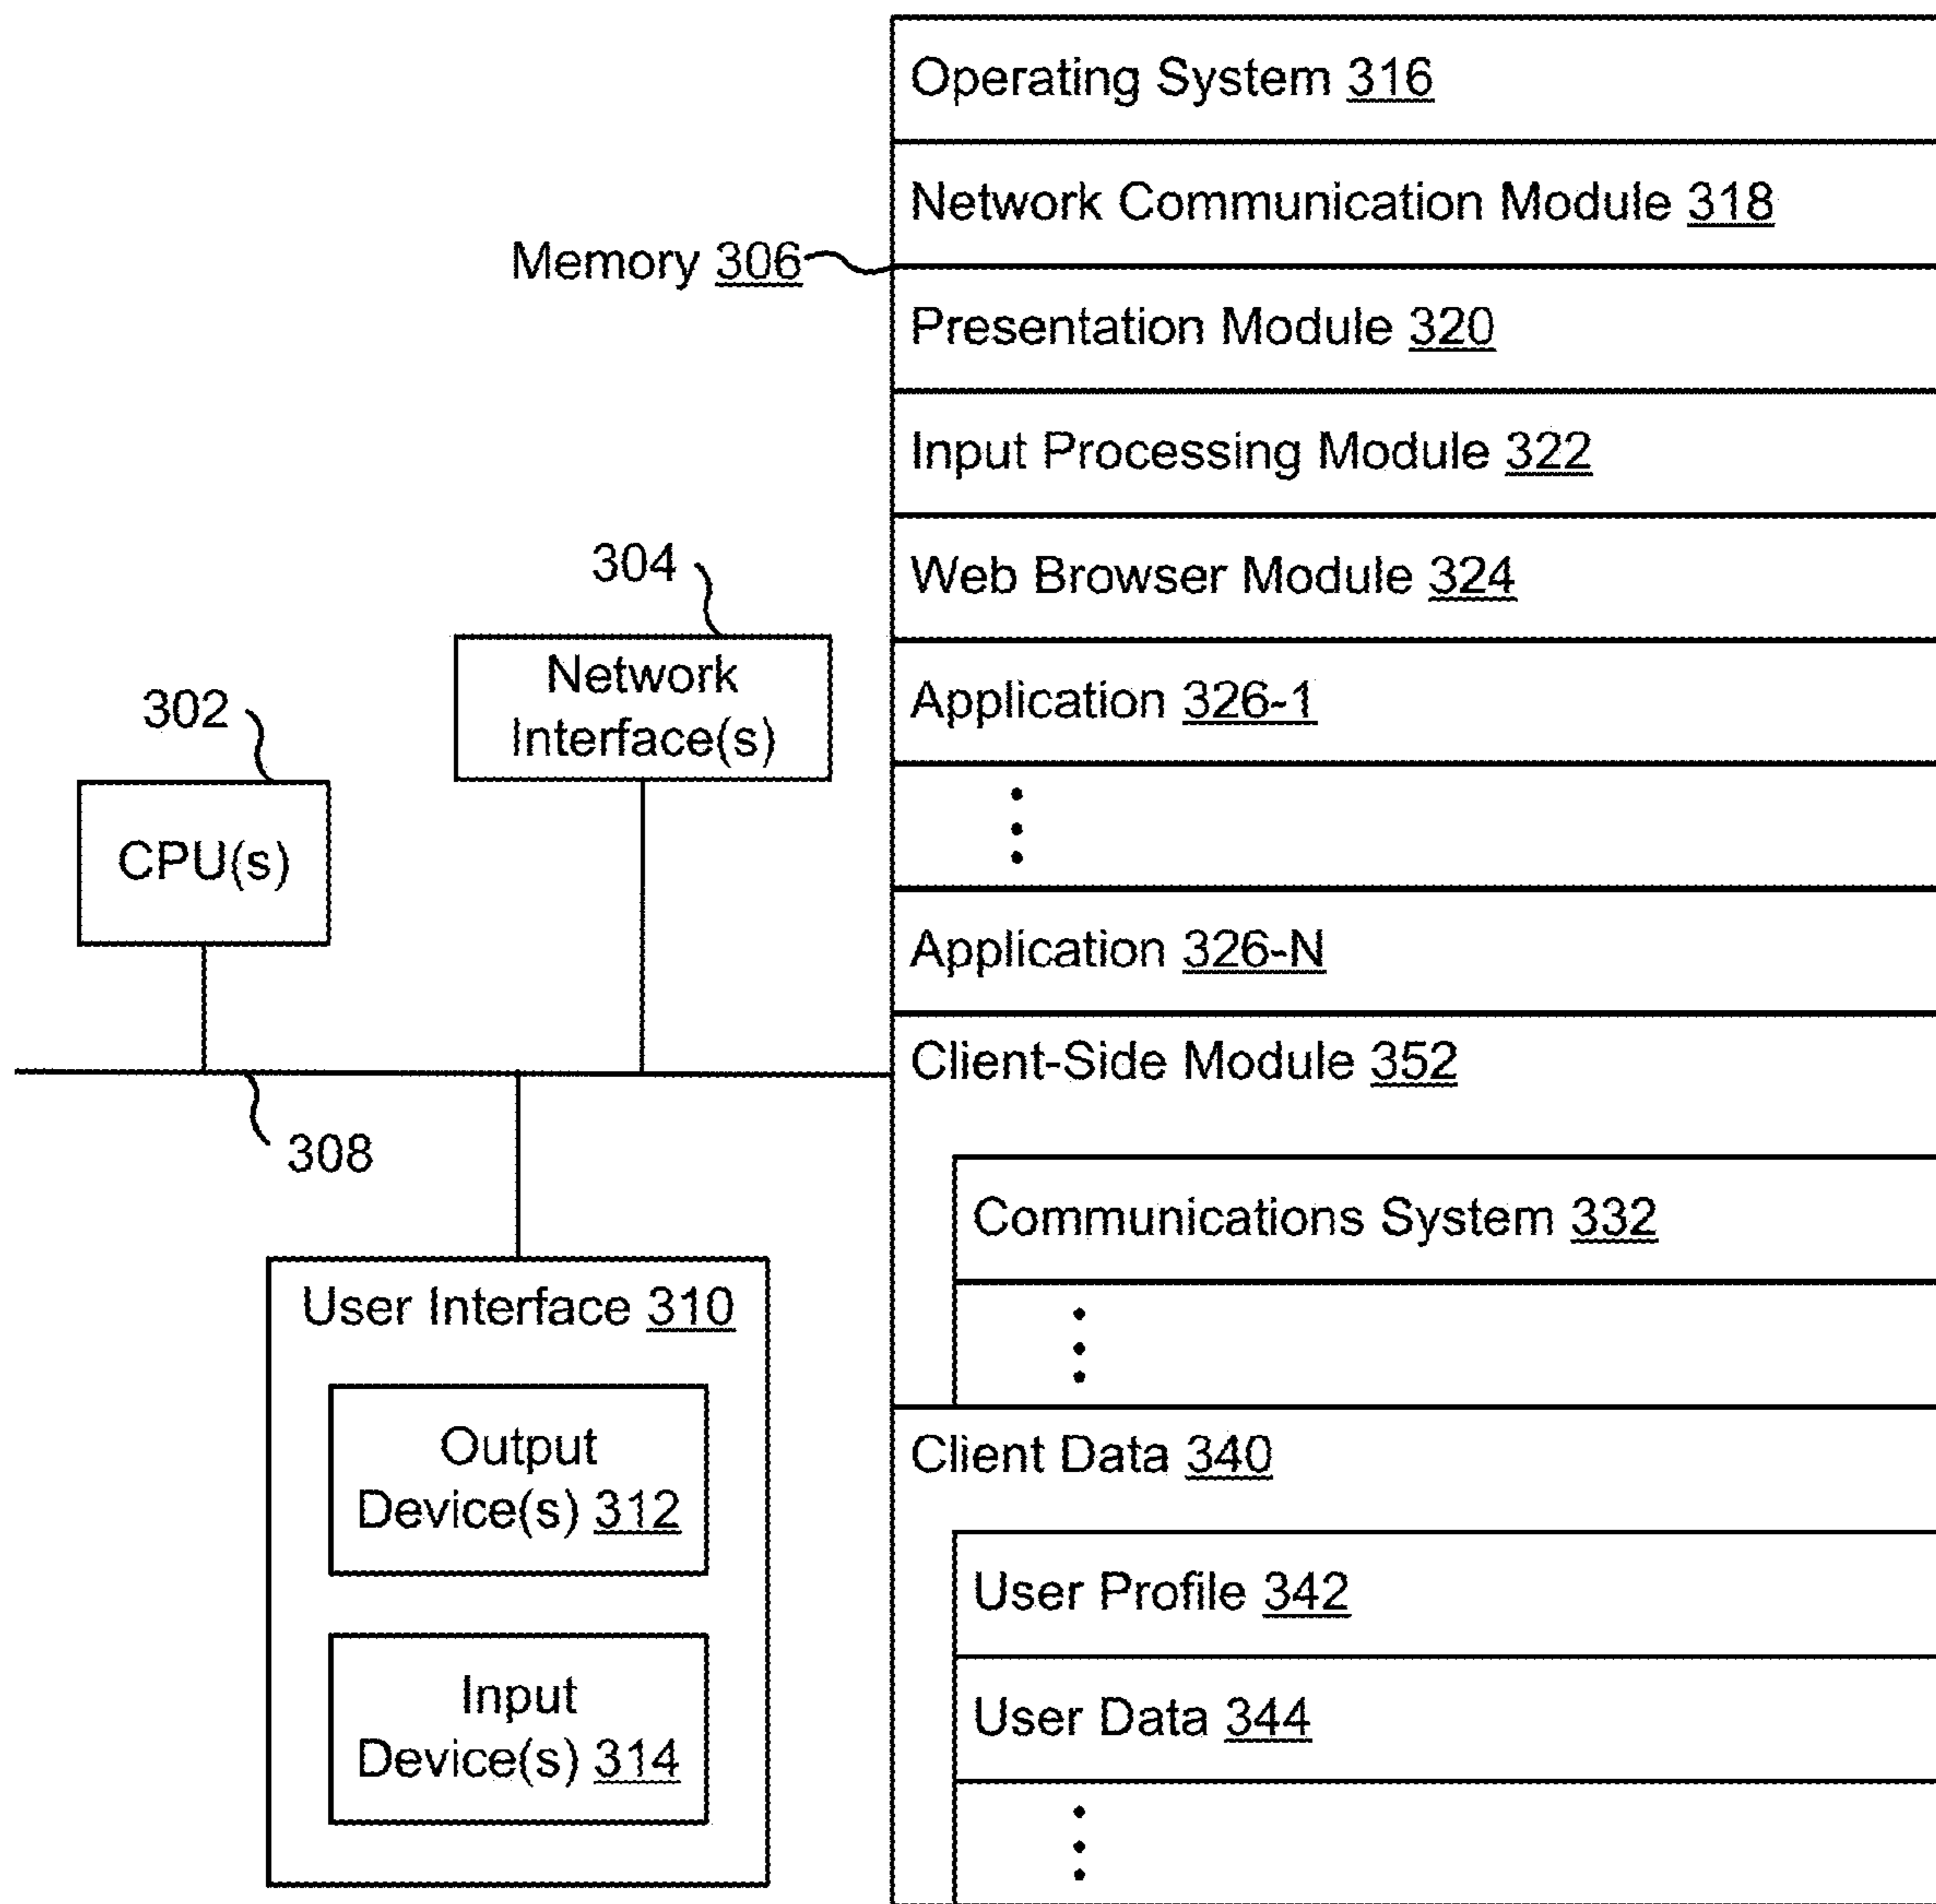 Operating System 316
Network Communication Module 318
Memory 306
Presentation Module 320
Input Processing Module 322
Web Browser Module 324
304
Network
Interface(s)
302
CPU(s)
Application 326-1
Application 326-N
Client-Side Module 352
308
Communications System 332
User Interface 310
Output
Device(s) 312
Input
Device(s) 314
Client Data 340
User Profile 342
User Data 344